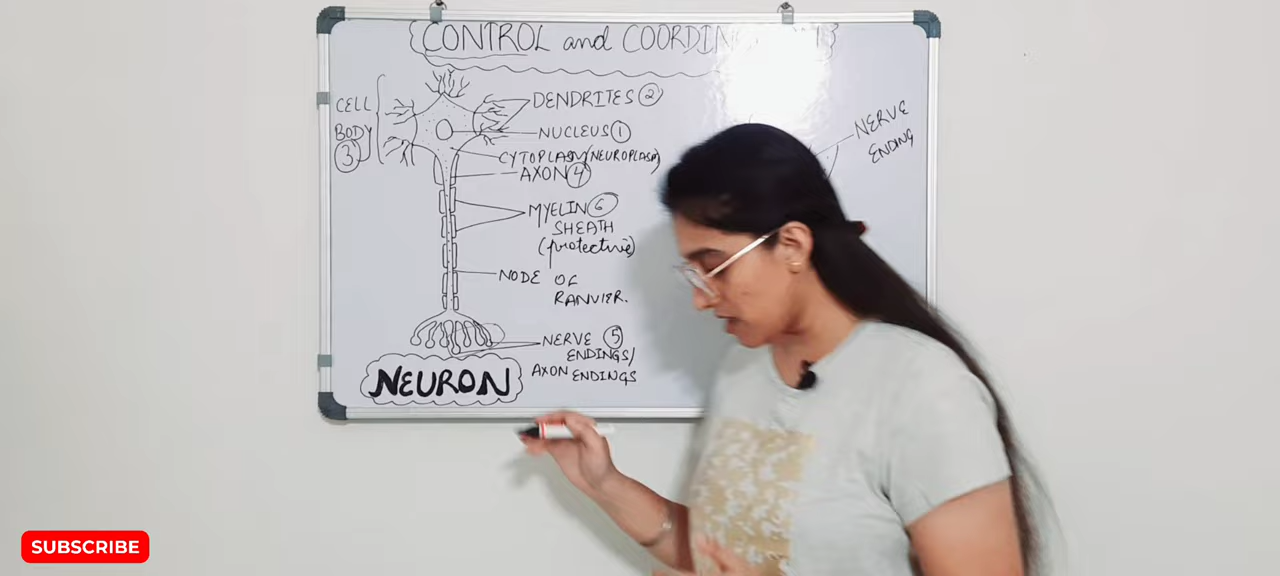 CONTROL and
CELL
BODY
3
DENDRITES 2
NUCLEUS 1
CYTOPLASM (NEUROPLASM)
AXON 4
MYELIN 6
SHEATH
(protective)
NODE OF
RANVIER.
NERVE 5
ENDINGS/
AXON ENDINGS
NEURON
NERVE
ENDING
SUBSCRIBE